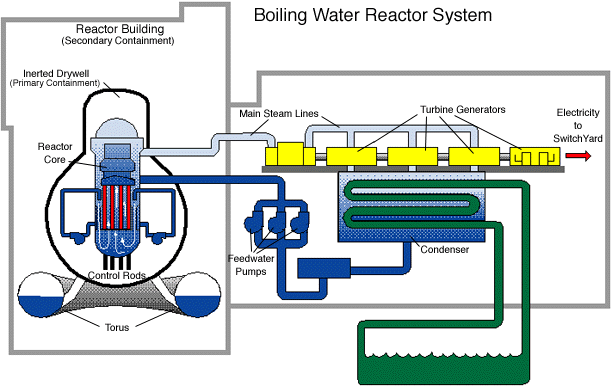 Boiling Water Reactor System
Reactor Building
(Secondary Containment)
Inerted Drywell
(Primary Containment)
Reactor
Core
Main Steam Lines
Turbine Generators
Electricity
to
SwitchYard
Feedwater
Pumps
Condenser
Control Rods
Torus